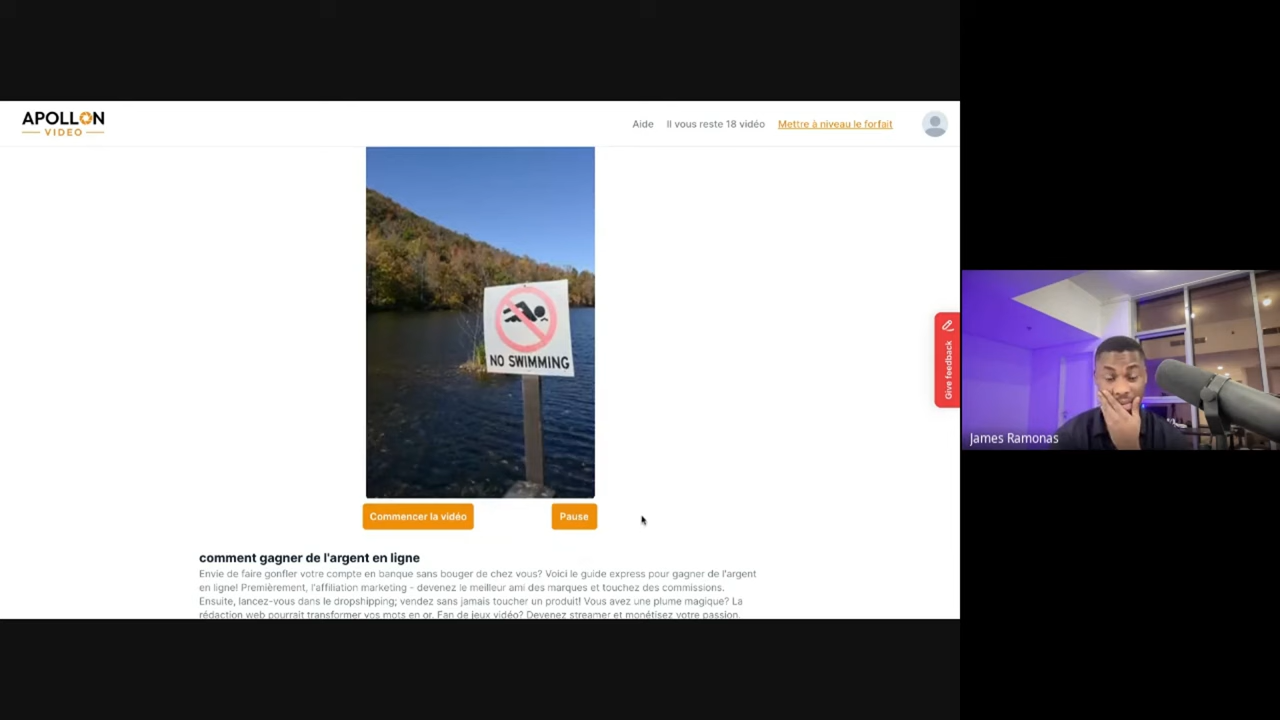 APOLLON
VIDEO
Aide
Il vous reste 18 vidéo
Mettre à niveau le forfait
NO SWIMMING
Give feedback
James Ramonas
Commencer la vidéo
Pause
comment gagner de l'argent en ligne
Envie de faire gonfler votre compte en banque sans bouger de chez vous? Voici le guide express pour gagner de l'argent
en ligne! Premièrement, l'affiliation marketing - devenez le meilleur ami des marques et touchez des commissions.
Ensuite, lancez-vous dans le dropshipping; vendez sans jamais toucher un produit! Vous avez une plume magique? La
rédaction web pourrait transformer vos mots en or. Fan de jeux vidéo? Devenez streamer et monétisez votre passion.